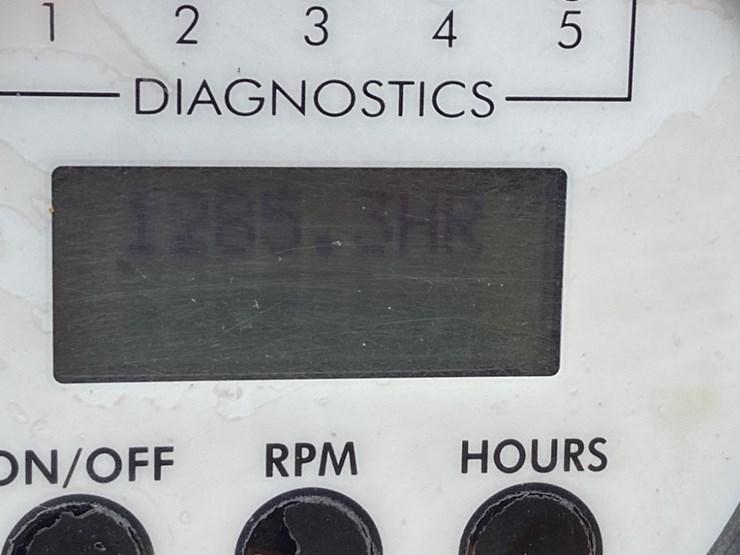 1 2 3 4 5
DIAGNOSTICS
1285.3HR
ON/OFF RPM HOURS